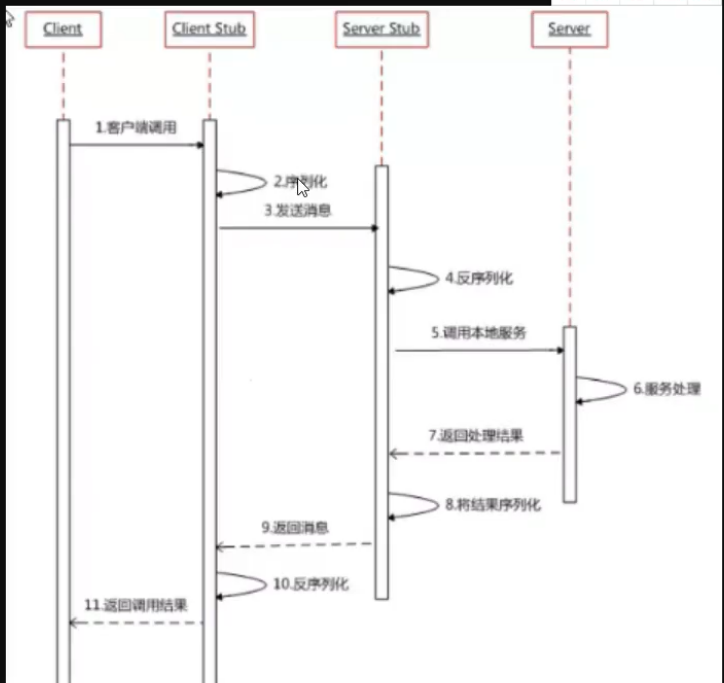 Client
Client Stub
Server Stub
Server
1.客户端调用
2.序列化
3.发送消息
4.反序列化
5.调用本地服务
6.服务处理
7.返回处理结果
8.将结果序列化
9.返回消息
10.反序列化
11.返回调用结果